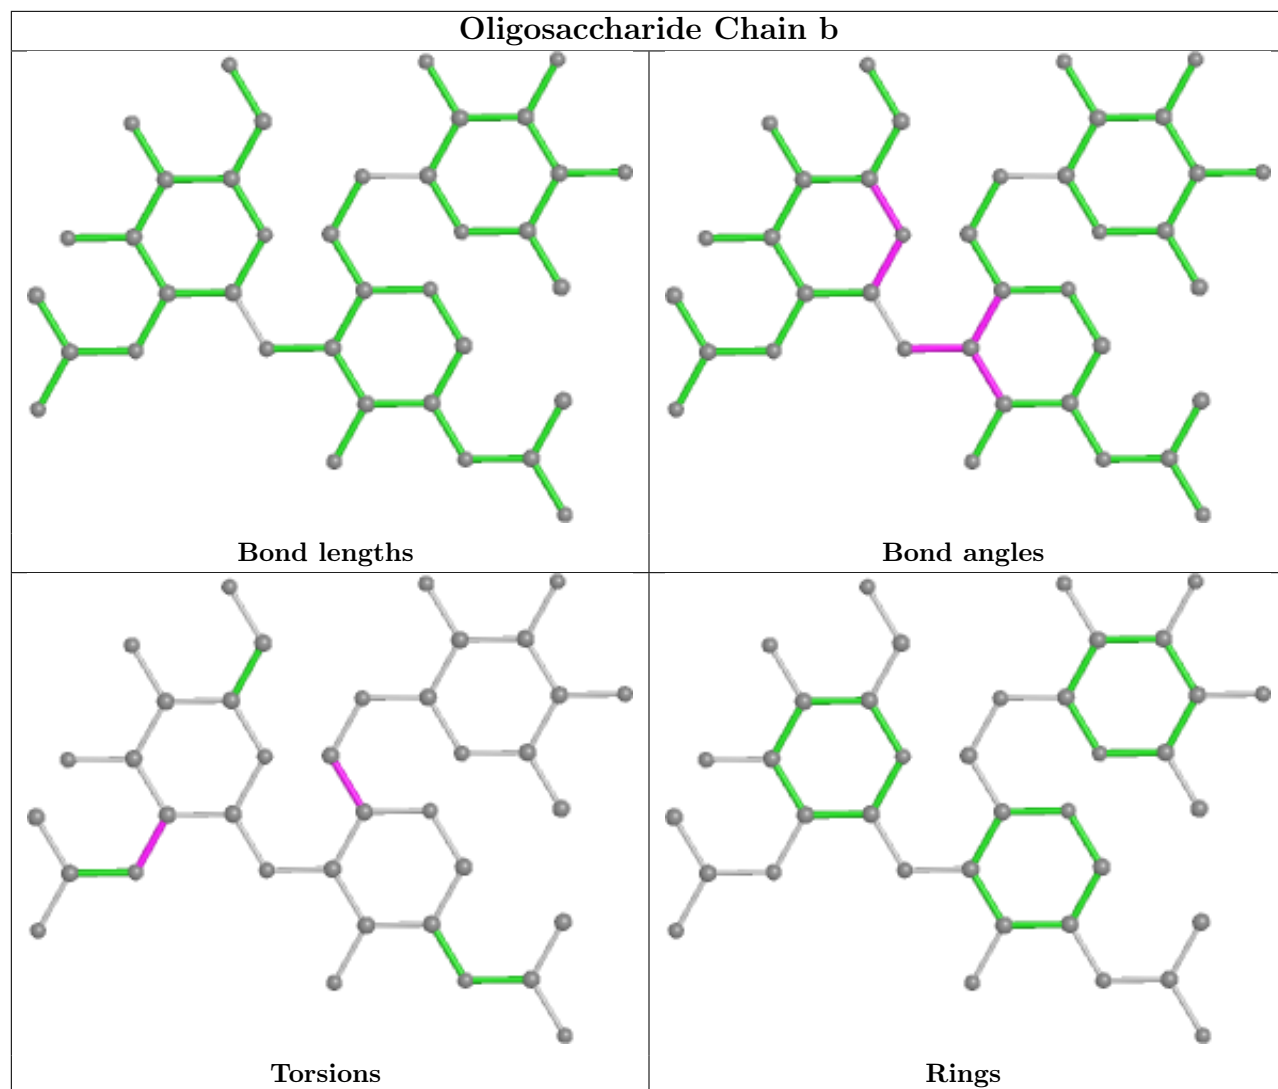 Oligosaccharide Chain b
Bond lengths
Bond angles
Torsions
Rings